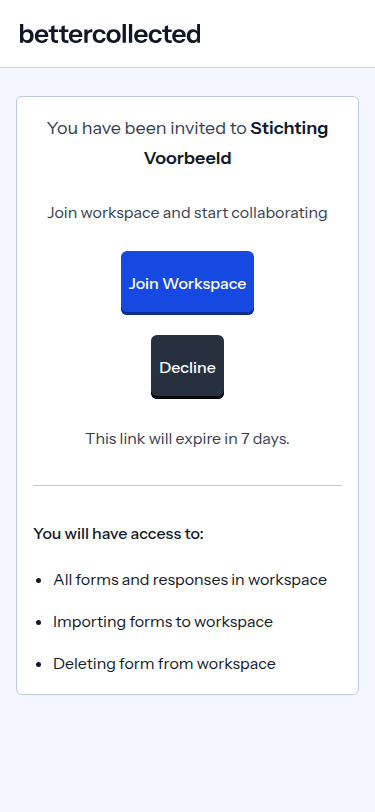 bettercollected
You have been invited to Stichting
Voorbeeld
Join workspace and start collaborating
Join Workspace
Decline
This link will expire in 7 days.
You will have access to:
All forms and responses in workspace
Importing forms to workspace
Deleting form from workspace